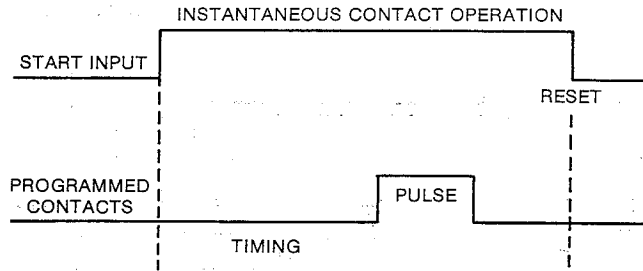 INSTANTANEOUS CONTACT OPERATION
START INPUT
RESET
PROGRAMMED
CONTACTS
PULSE
TIMING